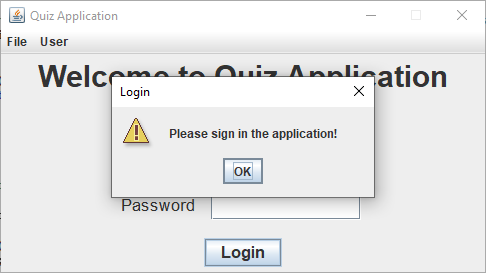 Quiz Application
File User
Welcome to Quiz Application
Login
Please sign in the application!
OK
Password
Login